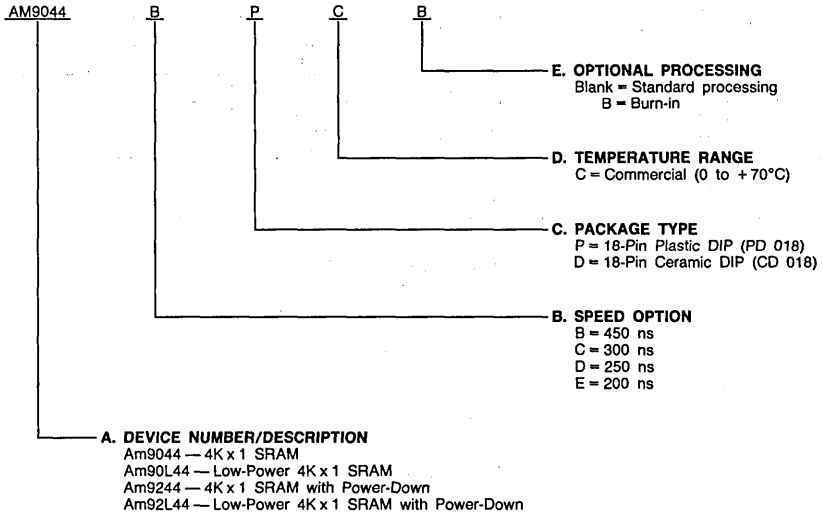 AM9044 B P C B
E. OPTIONAL PROCESSING
Blank = Standard processing
B = Burn-in
D. TEMPERATURE RANGE
C = Commercial (0 to +70°C)
C. PACKAGE TYPE
P = 18-Pin Plastic DIP (PD 018)
D = 18-Pin Ceramic DIP (CD 018)
B. SPEED OPTION
B = 450 ns
C = 300 ns
D = 250 ns
E = 200 ns
A. DEVICE NUMBER/DESCRIPTION
Am9044 — 4K x 1 SRAM
Am90L44 — Low-Power 4K x 1 SRAM
Am9244 — 4K x 1 SRAM with Power-Down
Am92L44 — Low-Power 4K x 1 SRAM with Power-Down